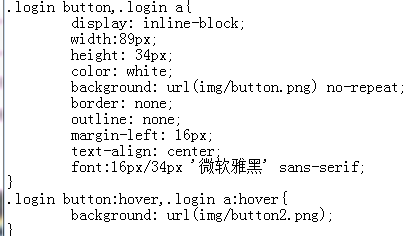 .login button,.login a{
display: inline-block;
width:89px;
height: 34px;
color: white;
background: url(img/button.png) no-repeat;
border: none;
outline: none;
margin-left: 16px;
text-align: center;
font:16px/34px '微软雅黑' sans-serif;
}
.login button:hover,.login a:hover{
background: url(img/button2.png);
}